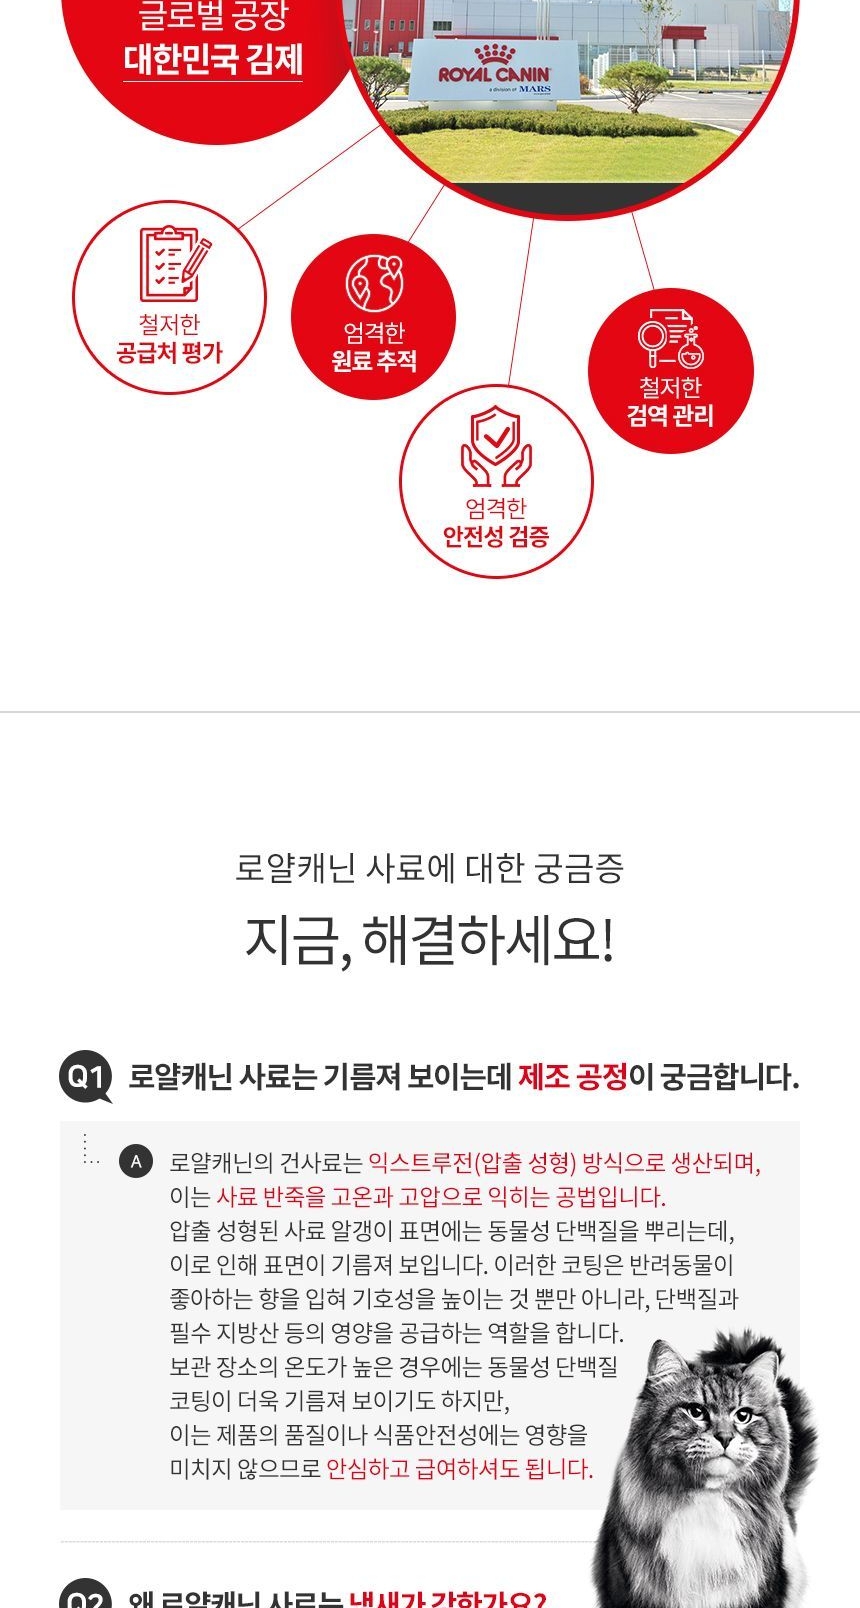 글로벌 공장
대한민국 김제
ROYAL CANIN
a division of MARS
철저한
공급처 평가
엄격한
원료 추적
철저한
검역 관리
엄격한
안전성 검증
로얄캐닌 사료에 대한 궁금증
지금, 해결하세요!
Q1 로얄캐닌 사료는 기름져 보이는데 제조 공정이 궁금합니다.
A 로얄캐닌의 건사료는 익스트루전(압출 성형) 방식으로 생산되며,
이는 사료 반죽을 고온과 고압으로 익히는 공법입니다.
압출 성형된 사료 알갱이 표면에는 동물성 단백질을 뿌리는데,
이로 인해 표면이 기름져 보입니다. 이러한 코팅은 반려동물이
좋아하는 향을 입혀 기호성을 높이는 것 뿐만 아니라, 단백질과
필수 지방산 등의 영양을 공급하는 역할을 합니다.
보관 장소의 온도가 높은 경우에는 동물성 단백질
코팅이 더욱 기름져 보이기도 하지만,
이는 제품의 품질이나 식품안전성에는 영향을
미치지 않으므로 안심하고 급여하셔도 됩니다.
Q2 왜 로얄캐닌 사료는 냄새가 강한가요?